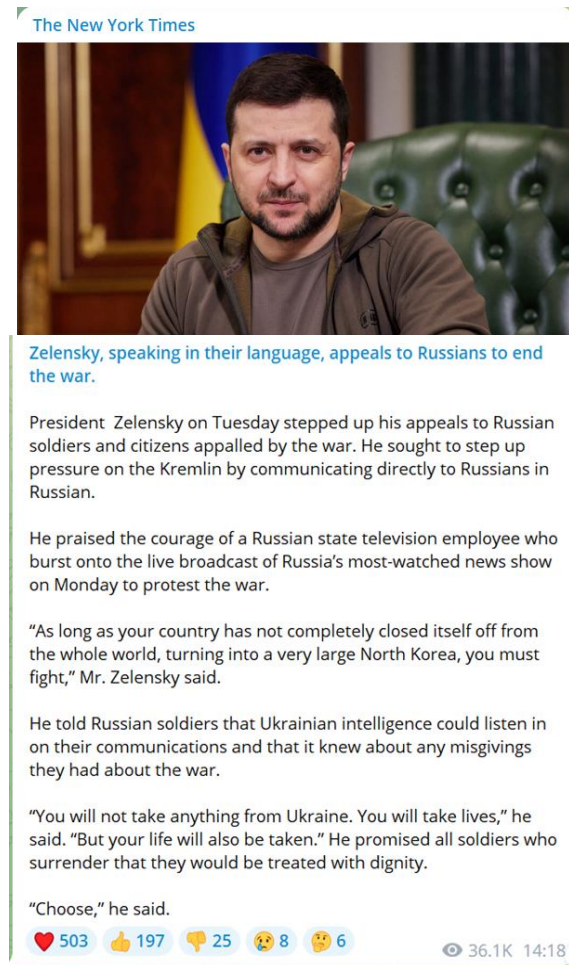 The New York Times
Zelensky, speaking in their language, appeals to Russians to end
the war.
President Zelensky on Tuesday stepped up his appeals to Russian
soldiers and citizens appalled by the war. He sought to step up
pressure on the Kremlin by communicating directly to Russians in
Russian.
He praised the courage of a Russian state television employee who
burst onto the live broadcast of Russia’s most-watched news show
on Monday to protest the war.
“As long as your country has not completely closed itself off from
the whole world, turning into a very large North Korea, you must
fight,” Mr. Zelensky said.
He told Russian soldiers that Ukrainian intelligence could listen in
on their communications and that it knew about any misgivings
they had about the war.
“You will not take anything from Ukraine. You will take lives,” he
said. “But your life will also be taken.” He promised all soldiers who
surrender that they would be treated with dignity.
“Choose,” he said.
503 197 25 8 6 36.1K 14:18